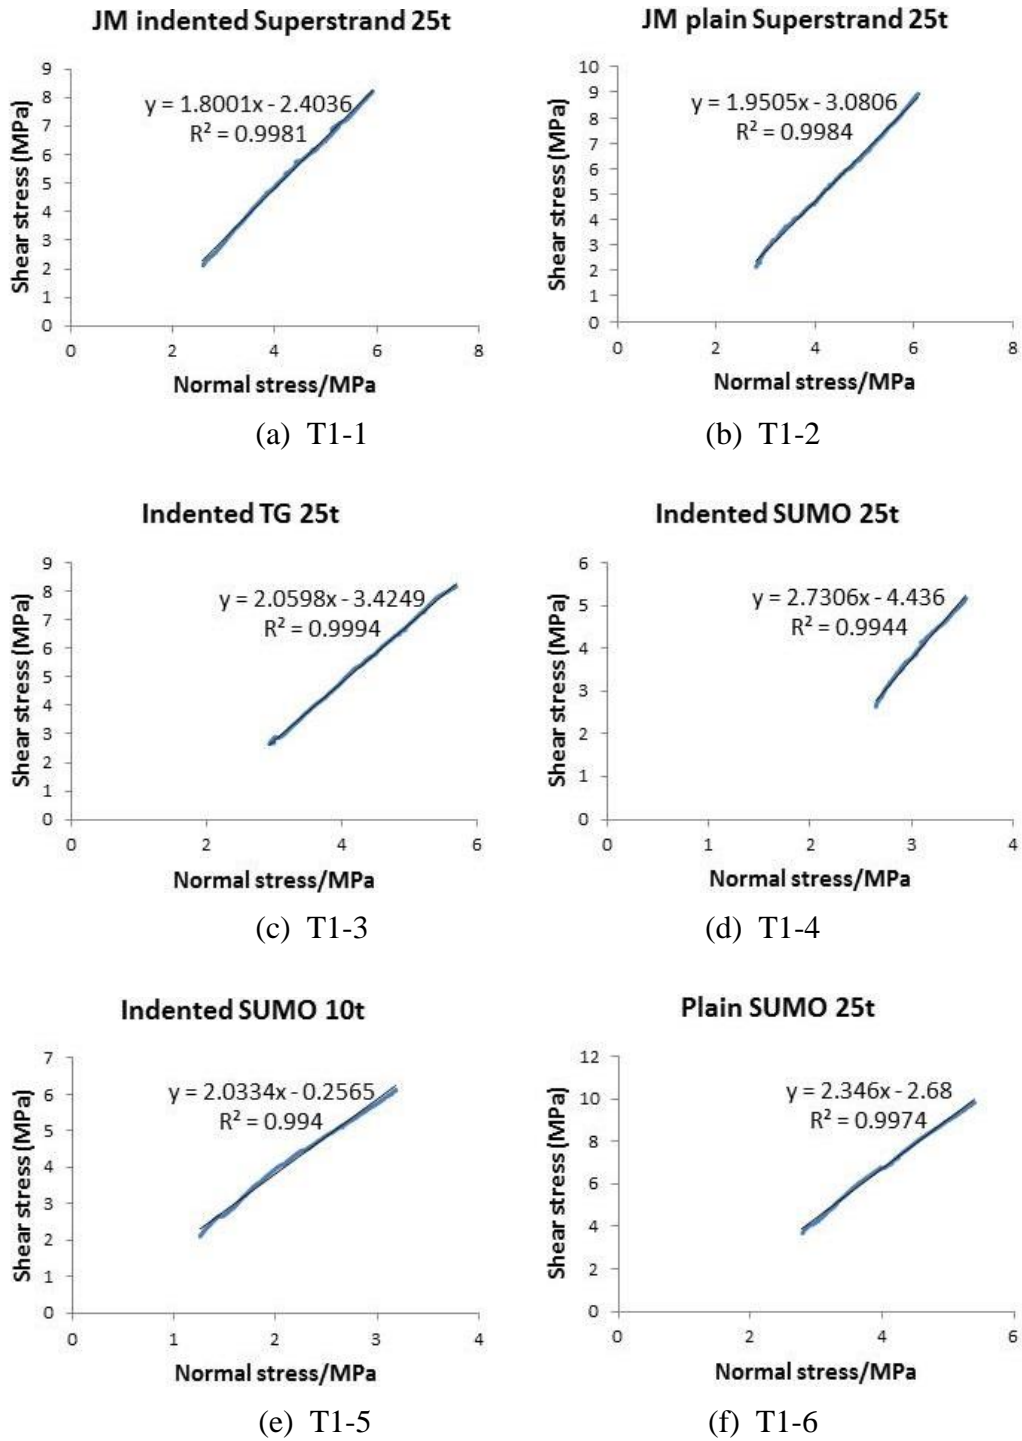 JM indented Superstrand 25t
Shear stress (MPa)
9
8
7
6
5
4
3
2
1
0
y = 1.8001x - 2.4036
R² = 0.9981
0 2 4 6 8
Normal stress/MPa
(a) T1-1
JM plain Superstrand 25t
Shear stress (MPa)
10
9
8
7
6
5
4
3
2
1
0
y = 1.9505x - 3.0806
R² = 0.9984
0 2 4 6 8
Normal stress/MPa
(b) T1-2
Indented TG 25t
Shear stress (MPa)
9
8
7
6
5
4
3
2
1
0
y = 2.0598x - 3.4249
R² = 0.9994
0 2 4 6
Normal stress/MPa
(c) T1-3
Indented SUMO 25t
Shear stress (MPa)
6
5
4
3
2
1
0
y = 2.7306x - 4.436
R² = 0.9944
0 1 2 3 4
Normal stress/MPa
(d) T1-4
Indented SUMO 10t
Shear stress (MPa)
7
6
5
4
3
2
1
0
y = 2.0334x - 0.2565
R² = 0.994
0 1 2 3 4
Normal stress/MPa
(e) T1-5
Plain SUMO 25t
Shear stress (MPa)
12
10
8
6
4
2
0
y = 2.346x - 2.68
R² = 0.9974
0 2 4 6
Normal stress/MPa
(f) T1-6